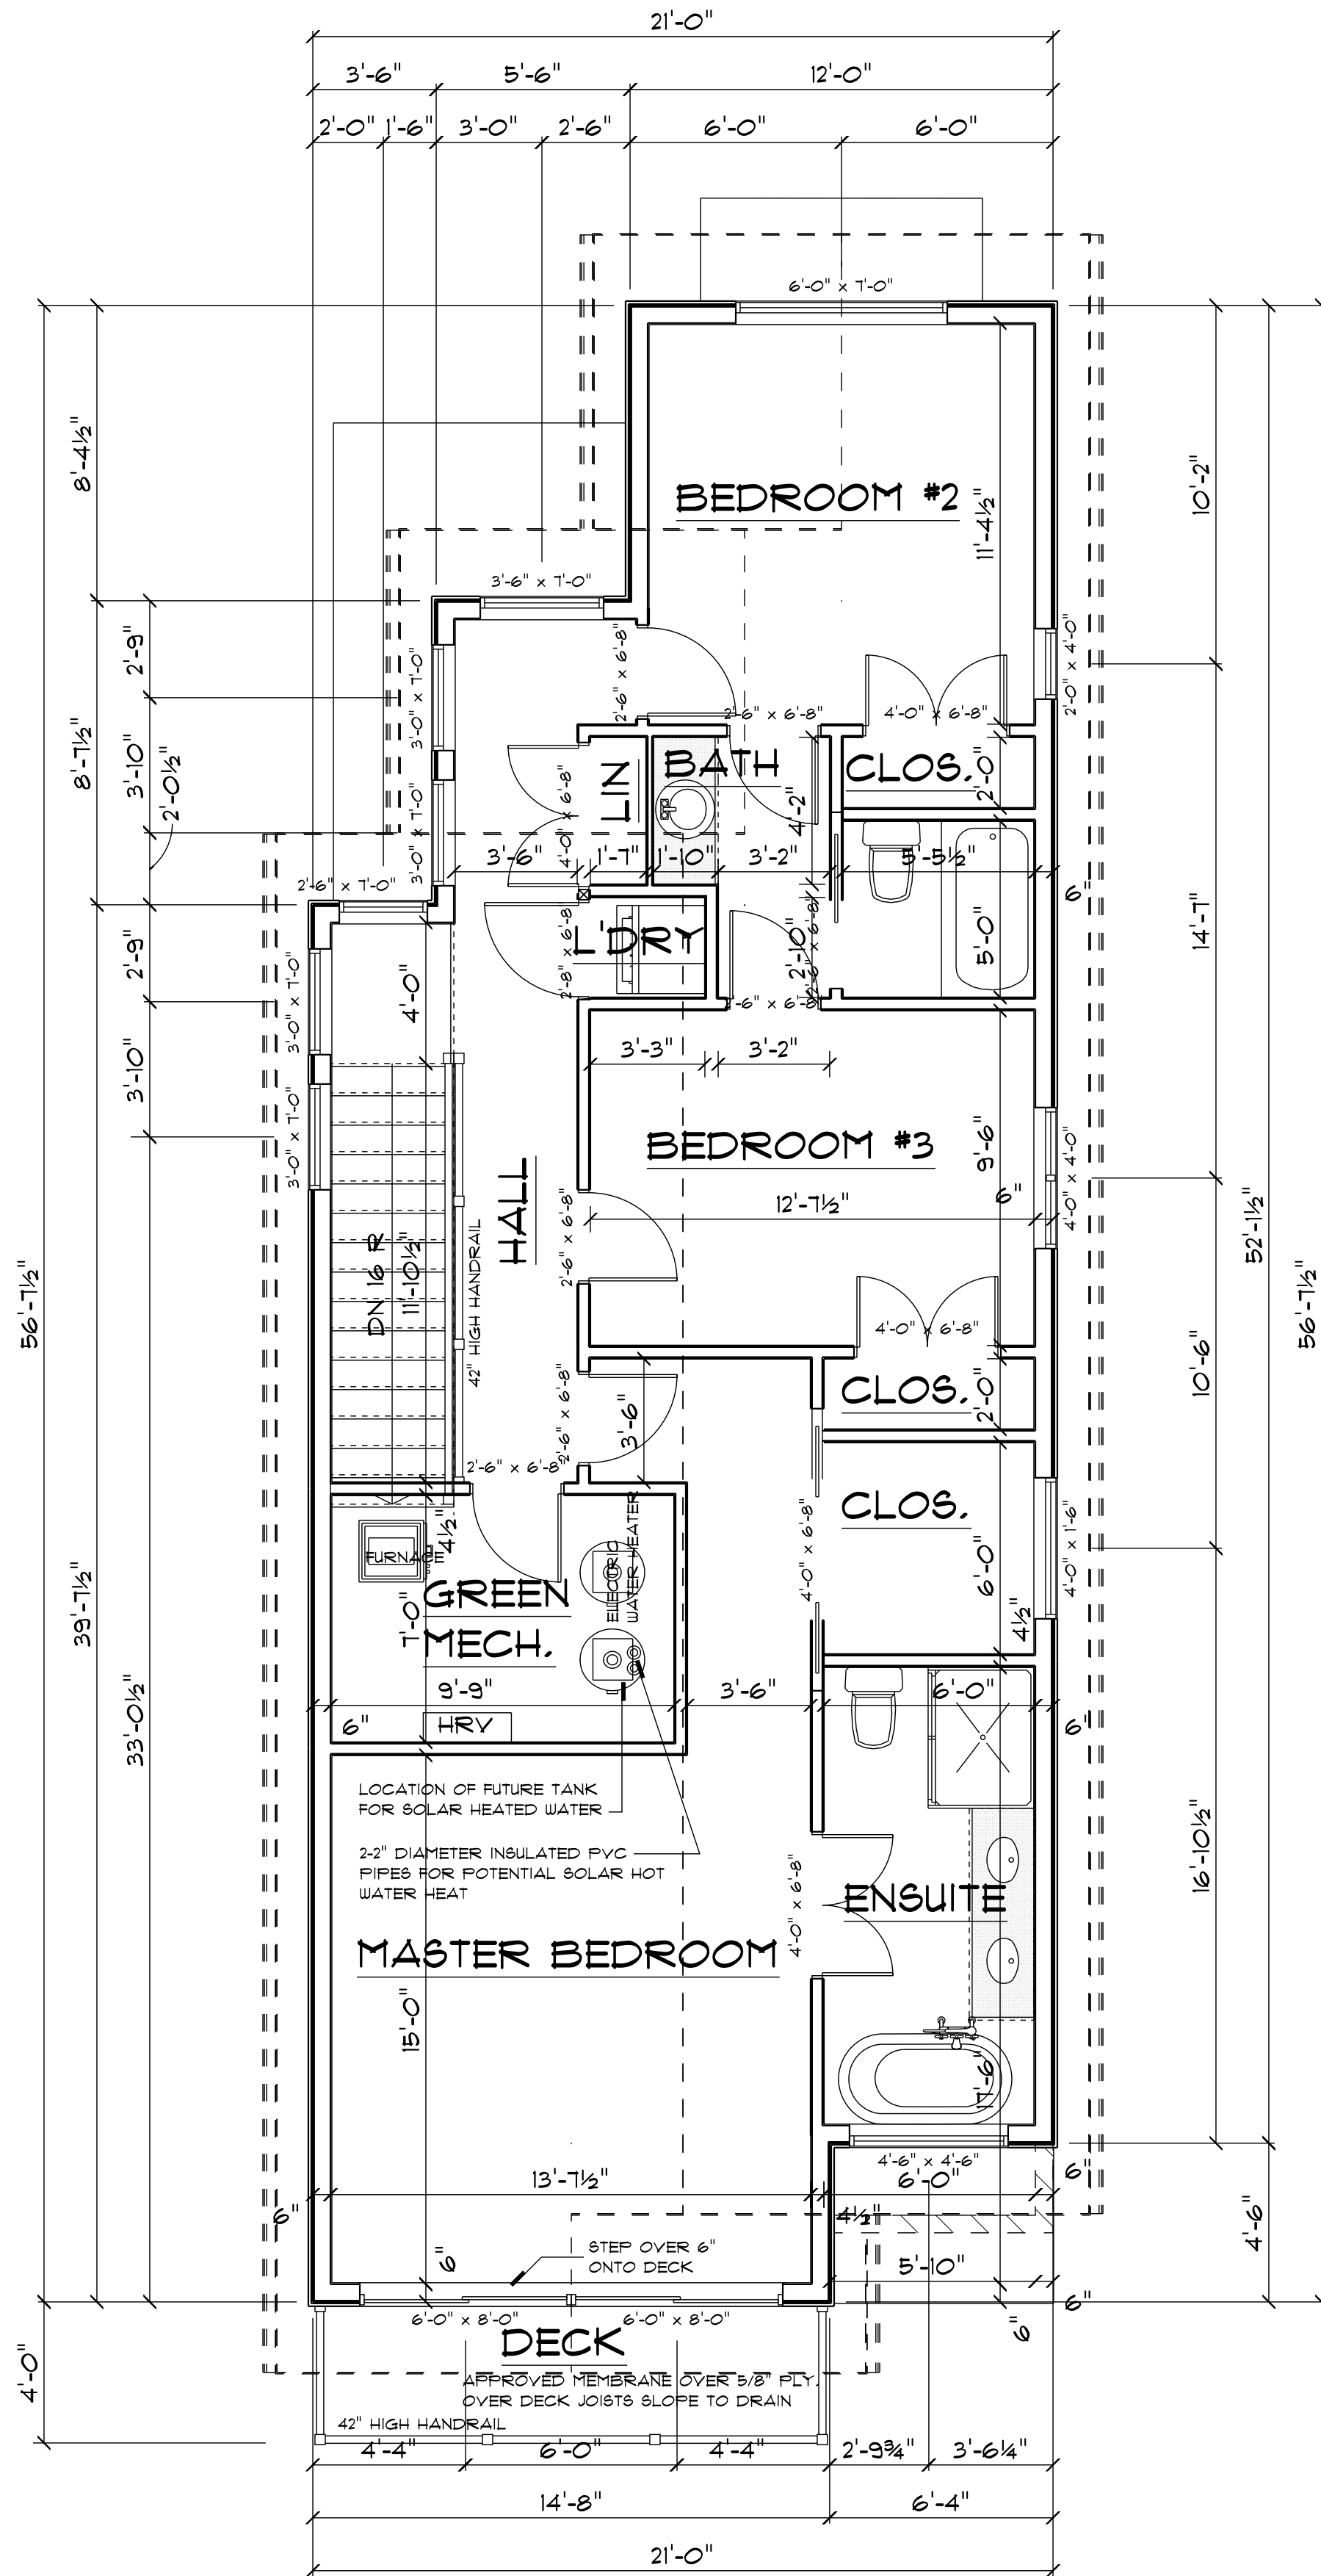 21'-0"
3'-6" 5'-6" 12'-0"
2'-0" 1'-6" 3'-0" 2'-6" 6'-0" 6'-0"
6'-0" x 7'-0"
8'-4½"
10'-2"
BEDROOM #2
11'-4½"
3'-6" x 7'-0"
2'-9"
3'-0" x 7'-0"
2'-6" x 6'-8"
2'-0" x 4'-0"
8'-7½"
3'-10"
2'-0½"
2'-6" x 6'-8"
4'-0" x 6'-8"
LIN
BATH
CLOS.
2'-0"
3'-0" x 7'-0"
4'-0" x 6'-8"
4'-2"
3'-6" 1'-7" 1'-10" 3'-2" 5'-5½"
6"
2'-6" x 7'-0"
2'-9"
14'-7"
4'-0"
2'-8" x 6'-8"
L'DRY
2'-10"
2'-6" x 6'-8"
5'-0"
3'-0" x 7'-0"
-6" x 6'-8"
3'-10"
3'-3" 3'-2"
3'-0" x 7'-0"
BEDROOM #3
9'-6"
6"
4'-0" x 4'-0"
12'-7½"
HALL
2'-6" x 6'-8"
DN 16 R
11'-10½"
42" HIGH HANDRAIL
56'-7½"
52'-1½"
56'-7½"
4'-0" x 6'-8"
CLOS.
2'-0"
10'-6"
2'-6" x 6'-8"
3'-6"
2'-6" x 6'-8"
CLOS.
4'-0" x 6'-8"
4'-0" x 1'-6"
6'-0"
4½"
4½"
FURNACE
ELECTRIC
WATER HEATER
GREEN
MECH.
7'-0"
39'-7½"
33'-0½"
9'-9" 3'-6" 6'-0"
6"
HRV
6"
LOCATION OF FUTURE TANK
FOR SOLAR HEATED WATER
2-2" DIAMETER INSULATED PVC
PIPES FOR POTENTIAL SOLAR HOT
WATER HEAT
16'-10½"
4'-0" x 6'-8"
ENSUITE
MASTER BEDROOM
15'-0"
17'-6"
4'-6" x 4'-6"
13'-7½" 6'-0"
6"
6"
4½"
4'-6"
STEP OVER 6"
ONTO DECK
6"
5'-10"
6"
6"
6'-0" x 8'-0" 6'-0" x 8'-0"
DECK
APPROVED MEMBRANE OVER 5/8" PLY.
OVER DECK JOISTS SLOPE TO DRAIN
4'-0"
42" HIGH HANDRAIL
4'-4" 6'-0" 4'-4" 2'-9¾" 3'-6¼"
14'-8" 6'-4"
21'-0"